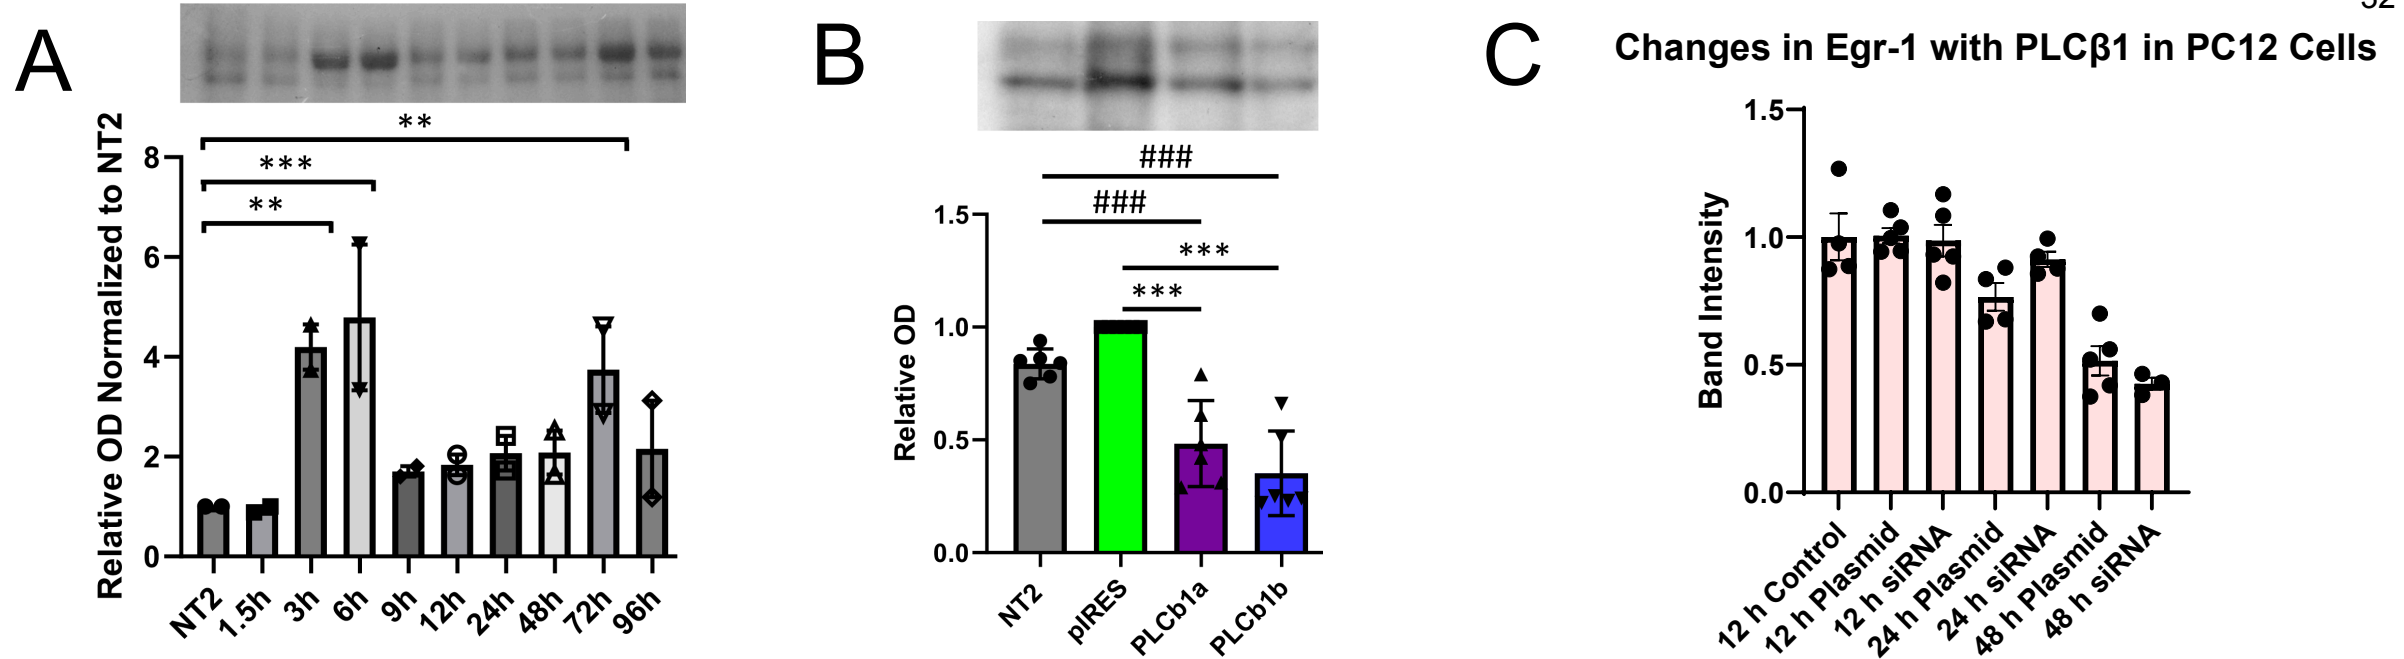 A
**
***
**
Relative OD Normalized to NT2
8
6
4
2
0
NT2
1.5h
3h
6h
9h
12h
24h
48h
72h
96h
B
###
###
***
***
Relative OD
1.5
1.0
0.5
0.0
NT2
pIRES
PLCb1a
PLCb1b
C
Changes in Egr-1 with PLCβ1 in PC12 Cells
Band Intensity
1.5
1.0
0.5
0.0
12 h Control
12 h Plasmid
12 h siRNA
24 h Plasmid
24 h siRNA
48 h Plasmid
48 h siRNA